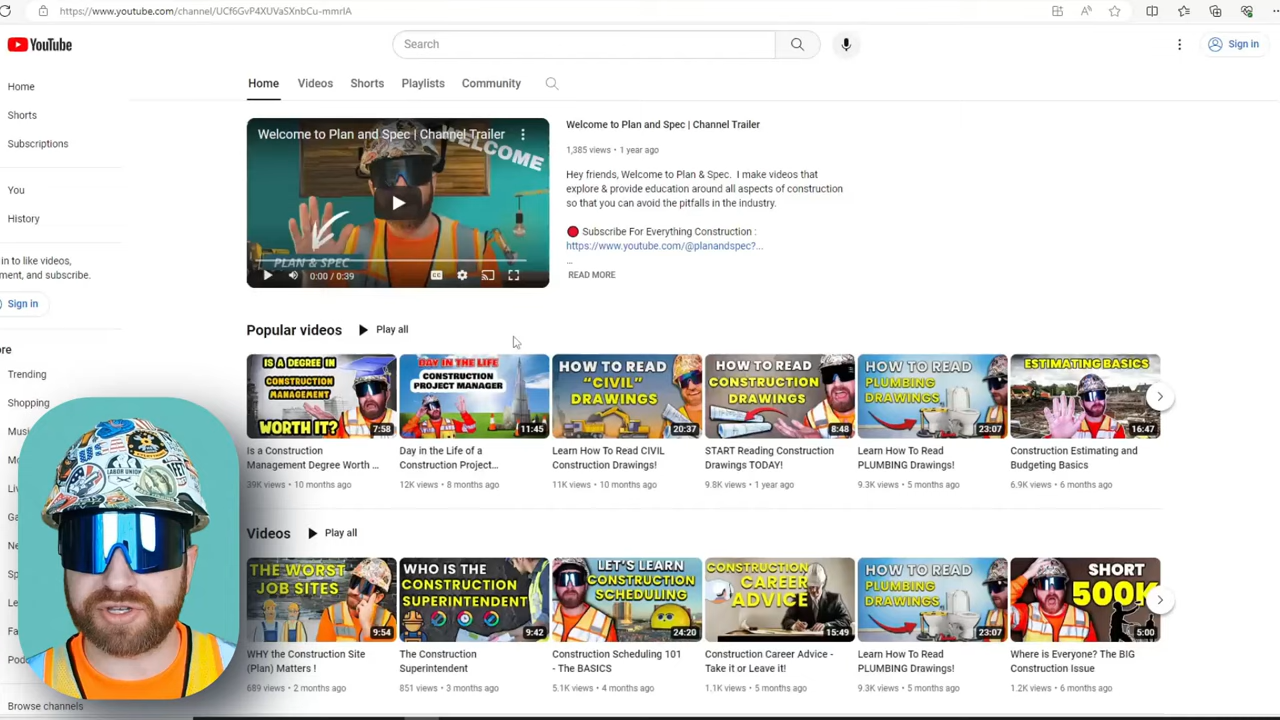 https://www.youtube.com/channel/UCf6GvP4XUVaSXnbCu-mmrIA
YouTube
Search
Sign in
Home Videos Shorts Playlists Community
Home
Shorts
Subscriptions
You
History
in to like videos,
ment, and subscribe.
Sign in
ore
Trending
Shopping
Welcome to Plan and Spec | Channel Trailer
WELCOME
PLAN & SPEC
0:00 / 0:39
Welcome to Plan and Spec | Channel Trailer
1,385 views • 1 year ago
Hey friends, Welcome to Plan & Spec. I make videos that
explore & provide education around all aspects of construction
so that you can avoid the pitfalls in the industry.
Subscribe For Everything Construction :
https://www.youtube.com/@planandspec?...
...
READ MORE
Popular videos Play all
IS A DEGREE IN
CONSTRUCTION
MANAGEMENT
WORTH IT?
7:58
Is a Construction
Management Degree Worth ...
39K views • 10 months ago
DAY IN THE LIFE
CONSTRUCTION
PROJECT MANAGER
11:45
Day in the Life of a
Construction Project...
12K views • 8 months ago
HOW TO READ
"CIVIL"
DRAWINGS
20:37
Learn How To Read CIVIL
Construction Drawings!
11K views • 10 months ago
HOW TO READ
CONSTRUCTION
DRAWINGS
8:48
START Reading Construction
Drawings TODAY!
9.8K views • 1 year ago
HOW TO READ
PLUMBING
DRAWINGS
23:07
Learn How To Read
PLUMBING Drawings!
9.3K views • 5 months ago
ESTIMATING BASICS
16:47
Construction Estimating and
Budgeting Basics
6.9K views • 6 months ago
Videos Play all
THE WORST
JOB SITES
9:54
WHY the Construction Site
(Plan) Matters !
689 views • 2 months ago
WHO IS THE
CONSTRUCTION
SUPERINTENDENT
9:42
The Construction
Superintendent
851 views • 3 months ago
LET'S LEARN
CONSTRUCTION
SCHEDULING
24:20
Construction Scheduling 101
- The BASICS
5.1K views • 4 months ago
CONSTRUCTION
CAREER
ADVICE
15:49
Construction Career Advice -
Take it or Leave it!
1.1K views • 5 months ago
HOW TO READ
PLUMBING
DRAWINGS
23:07
Learn How To Read
PLUMBING Drawings!
9.3K views • 5 months ago
SHORT
500K
5:00
Where is Everyone? The BIG
Construction Issue
1.2K views • 6 months ago
LABOR UNION
Browse channels